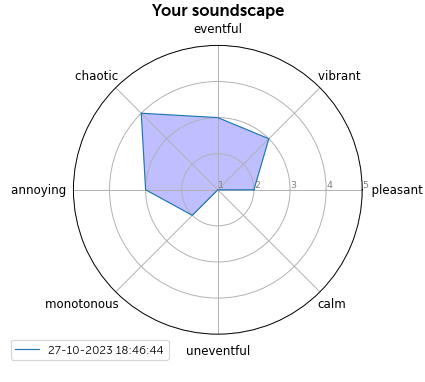 Your soundscape
eventful
chaotic vibrant
annoying 1 2 3 4 5 pleasant
monotonous calm
27-10-2023 18:46:44 uneventful